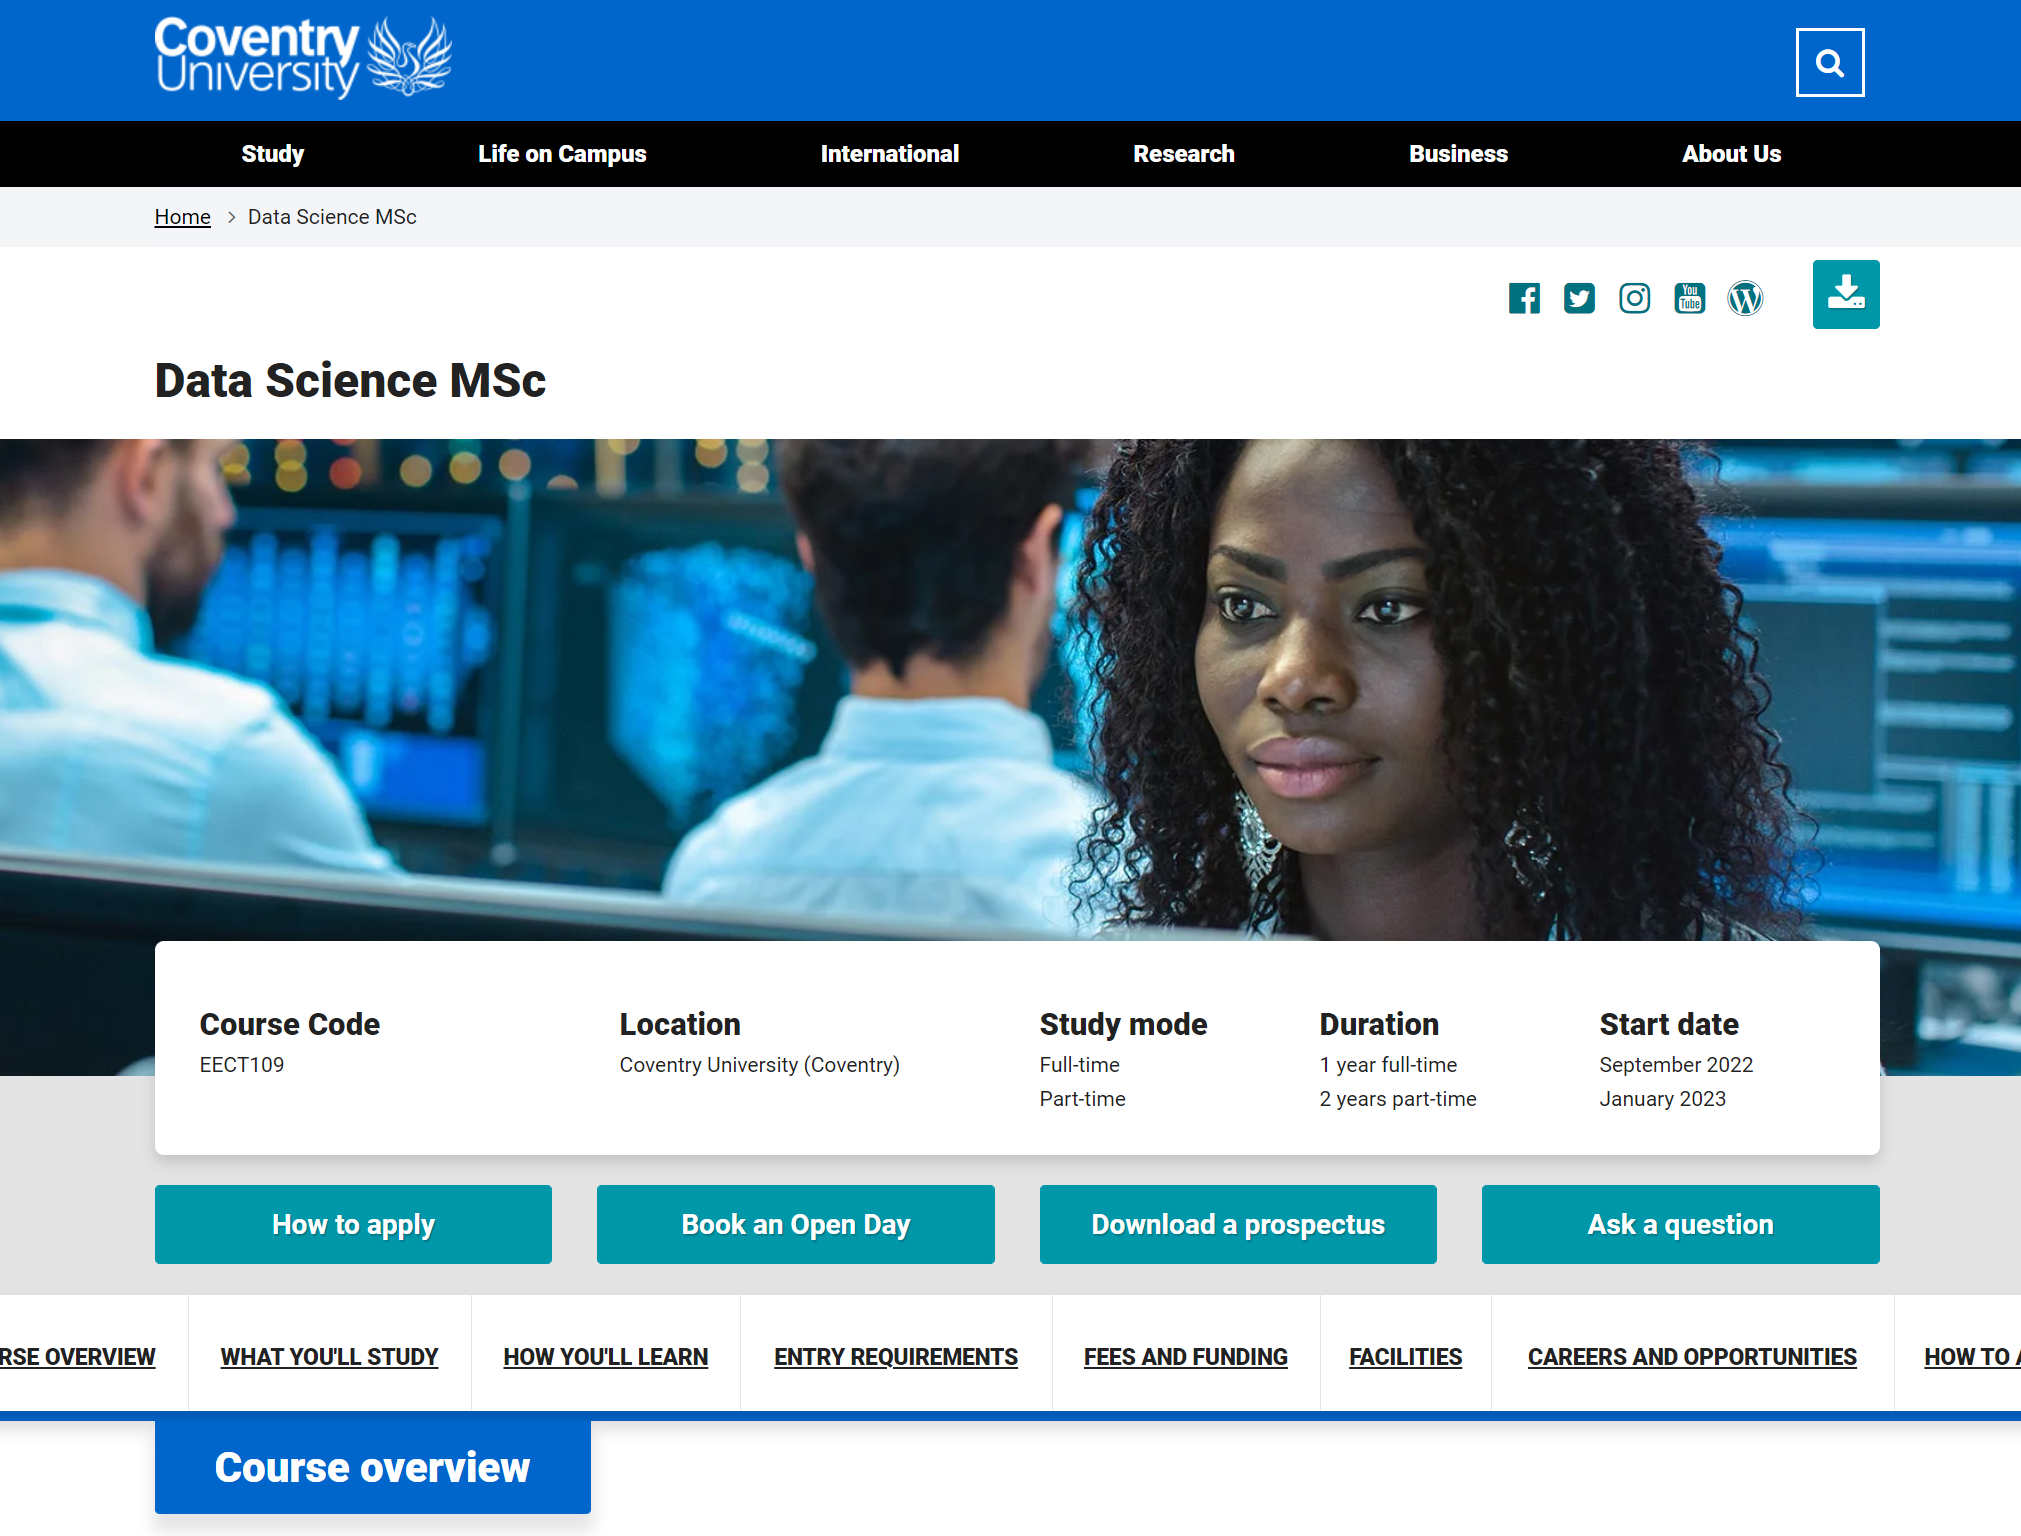 Coventry
University
Study
Life on Campus
International
Research
Business
About Us
Home > Data Science MSc
You
Tube
Data Science MSc
Course Code
EECT109
Location
Coventry University (Coventry)
Study mode
Full-time
Part-time
Duration
1 year full-time
2 years part-time
Start date
September 2022
January 2023
How to apply
Book an Open Day
Download a prospectus
Ask a question
RSE OVERVIEW
WHAT YOU'LL STUDY
HOW YOU'LL LEARN
ENTRY REQUIREMENTS
FEES AND FUNDING
FACILITIES
CAREERS AND OPPORTUNITIES
HOW TO A
Course overview